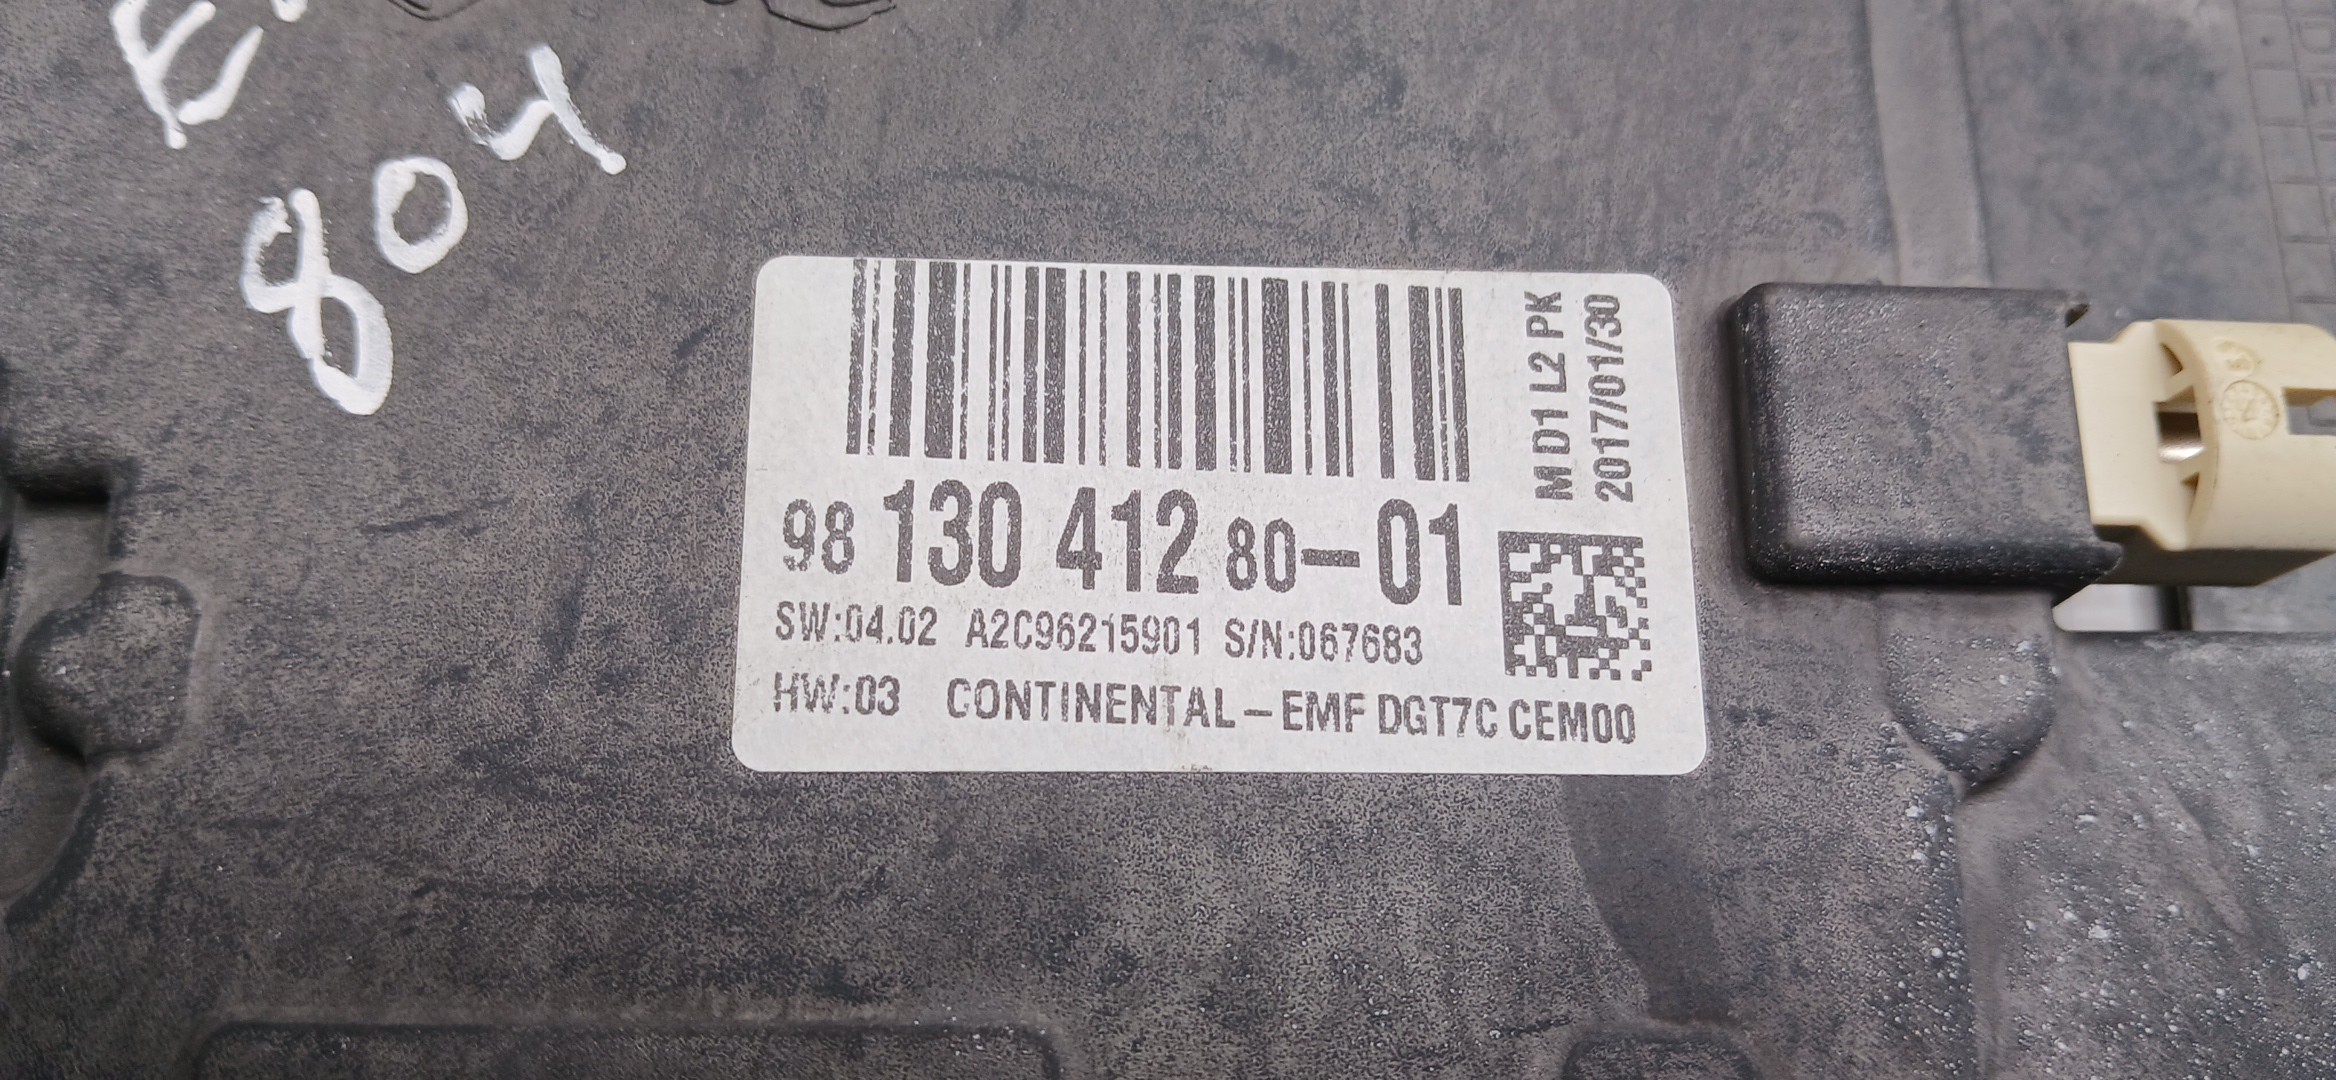 804
MD1 L2 PK
2017/01/30
98 130 412 80-01
SW:04.02 A2C96215901 S/N:067683
HW:03 CONTINENTAL-EMF DGT7C CEM00